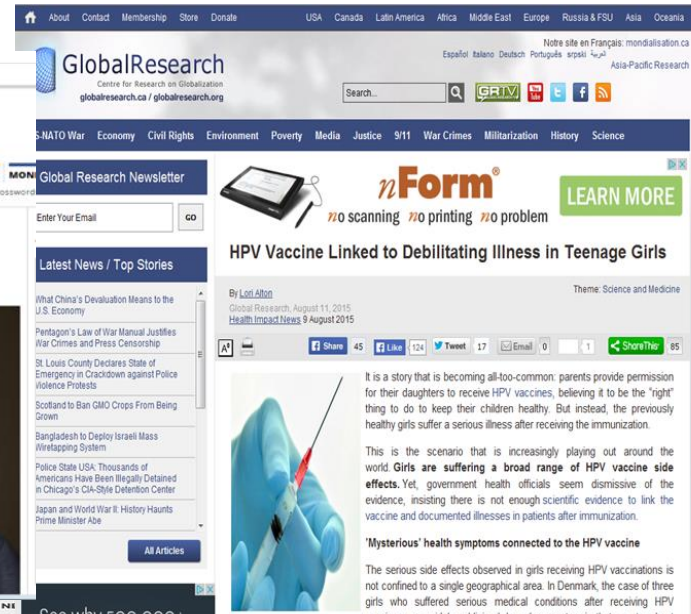 About Contact Membership Store Donate USA Canada Latin America Africa Middle East Europe Russia & FSU Asia Oceania
Notre site en Français: mondialisation.ca
Español Italiano Deutsch Português srpski العربية
Asia-Pacific Research
GlobalResearch
Centre for Research on Globalization
globalresearch.ca / globalresearch.org
Search...
GRTV
You Tube
S-NATO War Economy Civil Rights Environment Poverty Media Justice 9/11 War Crimes Militarization History Science
MON
ossword
Global Research Newsletter
Enter Your Email GO
Latest News / Top Stories
What China's Devaluation Means to the
U.S. Economy
Pentagon's Law of War Manual Justifies
War Crimes and Press Censorship
St. Louis County Declares State of
Emergency in Crackdown against Police
Violence Protests
Scotland to Ban GMO Crops From Being
Grown
Bangladesh to Deploy Israeli Mass
Wiretapping System
Police State USA: Thousands of
Americans Have Been Illegally Detained
in Chicago's CIA-Style Detention Center
Japan and World War II: History Haunts
Prime Minister Abe
All Articles
nForm®
no scanning no printing no problem
LEARN MORE
HPV Vaccine Linked to Debilitating Illness in Teenage Girls
By Lori Alton
Theme: Science and Medicine
Global Research, August 11, 2015
Health Impact News 9 August 2015
Share 45 Like 124 Tweet 17 Email 0 1 ShareThis 85
It is a story that is becoming all-too-common: parents provide permission
for their daughters to receive HPV vaccines, believing it to be the "right"
thing to do to keep their children healthy. But instead, the previously
healthy girls suffer a serious illness after receiving the immunization.
This is the scenario that is increasingly playing out around the
world. Girls are suffering a broad range of HPV vaccine side
effects. Yet, government health officials seem dismissive of the
evidence, insisting there is not enough scientific evidence to link the
vaccine and documented illnesses in patients after immunization.
'Mysterious' health symptoms connected to the HPV vaccine
The serious side effects observed in girls receiving HPV vaccinations is
not confined to a single geographical area. In Denmark, the case of three
girls who suffered serious medical conditions after receiving HPV